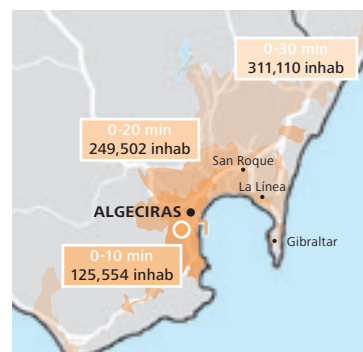 0-30 min
311,110 inhab
0-20 min
249,502 inhab
San Roque
La Línea
ALGECIRAS
Gibraltar
0-10 min
125,554 inhab